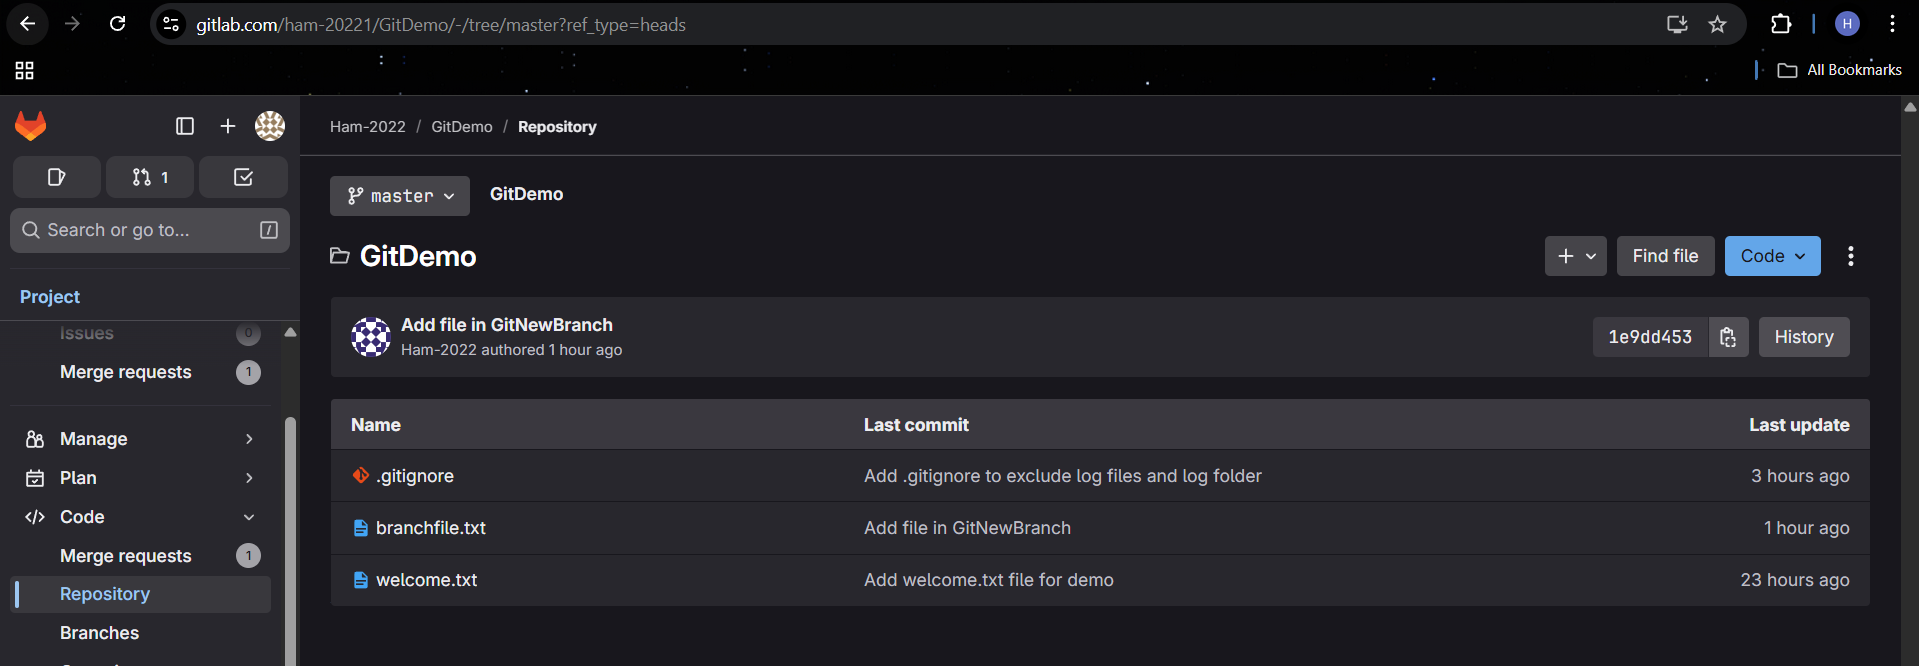 gitlab.com/ham-20221/GitDemo/-/tree/master?ref_type=heads
H
All Bookmarks
Ham-2022 / GitDemo / Repository
1
Search or go to... /
Project
Issues 0
Merge requests 1
Manage
Plan
Code
Merge requests 1
Repository
Branches
master GitDemo
GitDemo
+ Find file Code
Add file in GitNewBranch
Ham-2022 authored 1 hour ago
1e9dd453 History
Name Last commit Last update
.gitignore Add .gitignore to exclude log files and log folder 3 hours ago
branchfile.txt Add file in GitNewBranch 1 hour ago
welcome.txt Add welcome.txt file for demo 23 hours ago